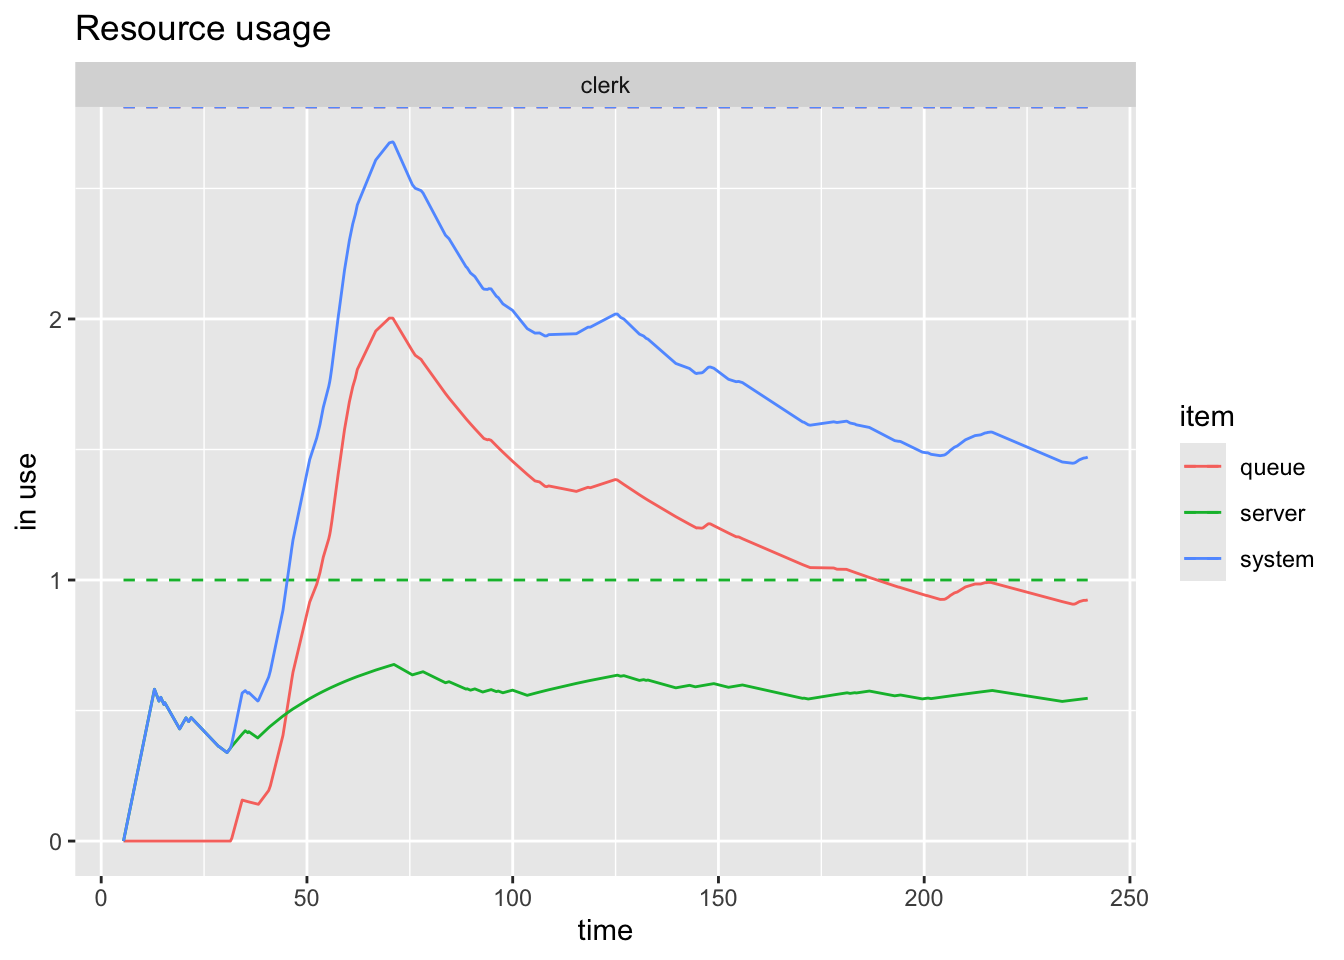 Resource usage
clerk
2
1
0
in use
0 50 100 150 200 250
time
item
queue
server
system